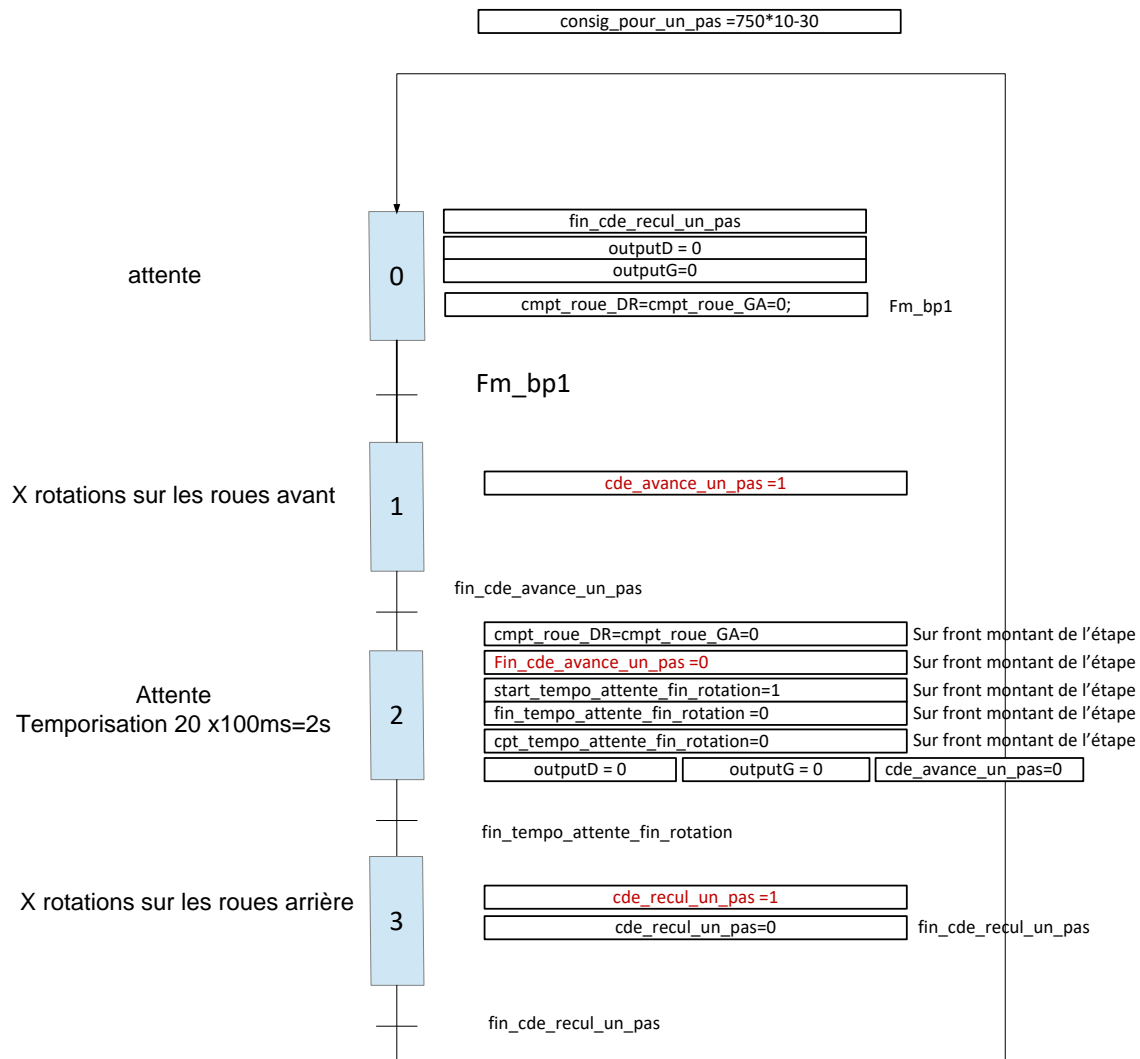 consig_pour_un_pas =750*10-30
fin_cde_recul_un_pas
outputD = 0
outputG=0
attente
0
cmpt_roue_DR=cmpt_roue_GA=0;
Fm_bp1
Fm_bp1
X rotations sur les roues avant
1
cde_avance_un_pas =1
fin_cde_avance_un_pas
cmpt_roue_DR=cmpt_roue_GA=0
Sur front montant de l'étape
Fin_cde_avance_un_pas =0
Sur front montant de l'étape
start_tempo_attente_fin_rotation=1
Sur front montant de l'étape
Attente
Temporisation 20 x100ms=2s
2
fin_tempo_attente_fin_rotation =0
Sur front montant de l'étape
cpt_tempo_attente_fin_rotation=0
Sur front montant de l'étape
outputD = 0
outputG = 0
cde_avance_un_pas=0
fin_tempo_attente_fin_rotation
X rotations sur les roues arrière
3
cde_recul_un_pas =1
cde_recul_un_pas=0
fin_cde_recul_un_pas
fin_cde_recul_un_pas